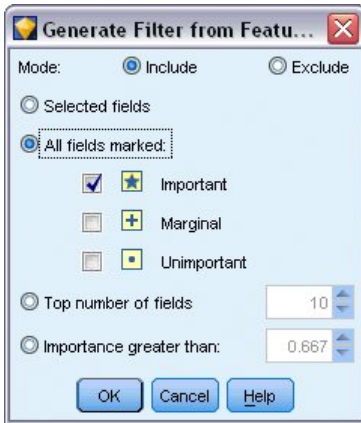 Generate Filter from Featu...
Mode: Include Exclude
Selected fields
All fields marked:
Important
Marginal
Unimportant
Top number of fields 10
Importance greater than: 0.667
OK Cancel Help